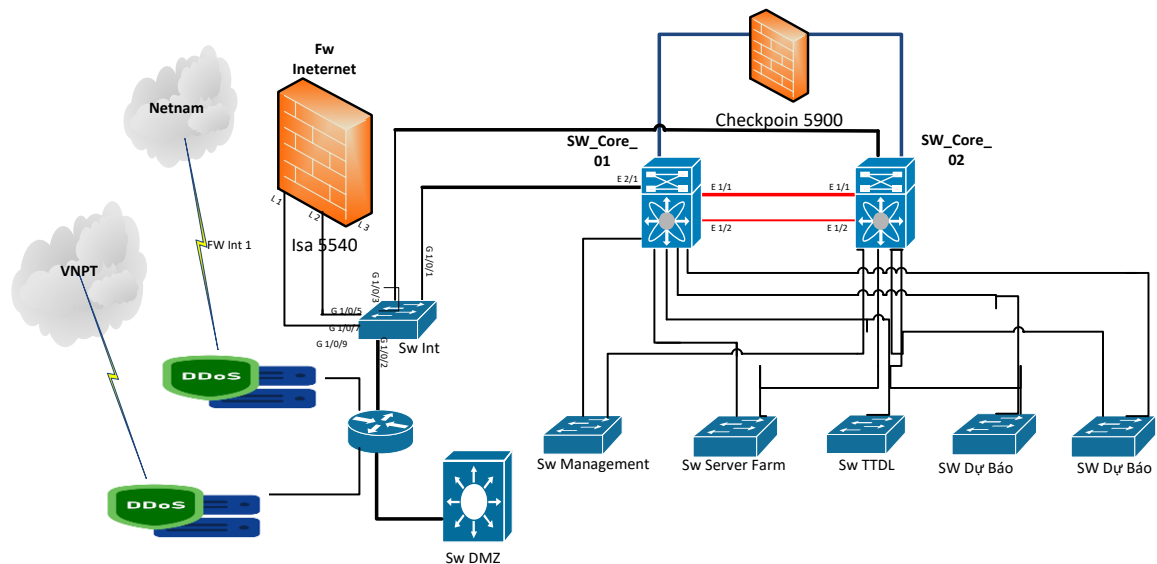 Fw
Ineternet
Netnam
Checkpoin 5900
SW_Core_
01
SW_Core_
02
E 2/1
E 1/1
E 1/1
E 1/2
E 1/2
L1
L2
L3
Isa 5540
FW Int 1
VNPT
G 1/0/1
G 1/0/3
G 1/0/5
G 1/0/7
G 1/0/9
G 1/0/2
Sw Int
DDoS
DDoS
Sw Management
Sw Server Farm
Sw TTDL
SW Dự Báo
SW Dự Báo
Sw DMZ